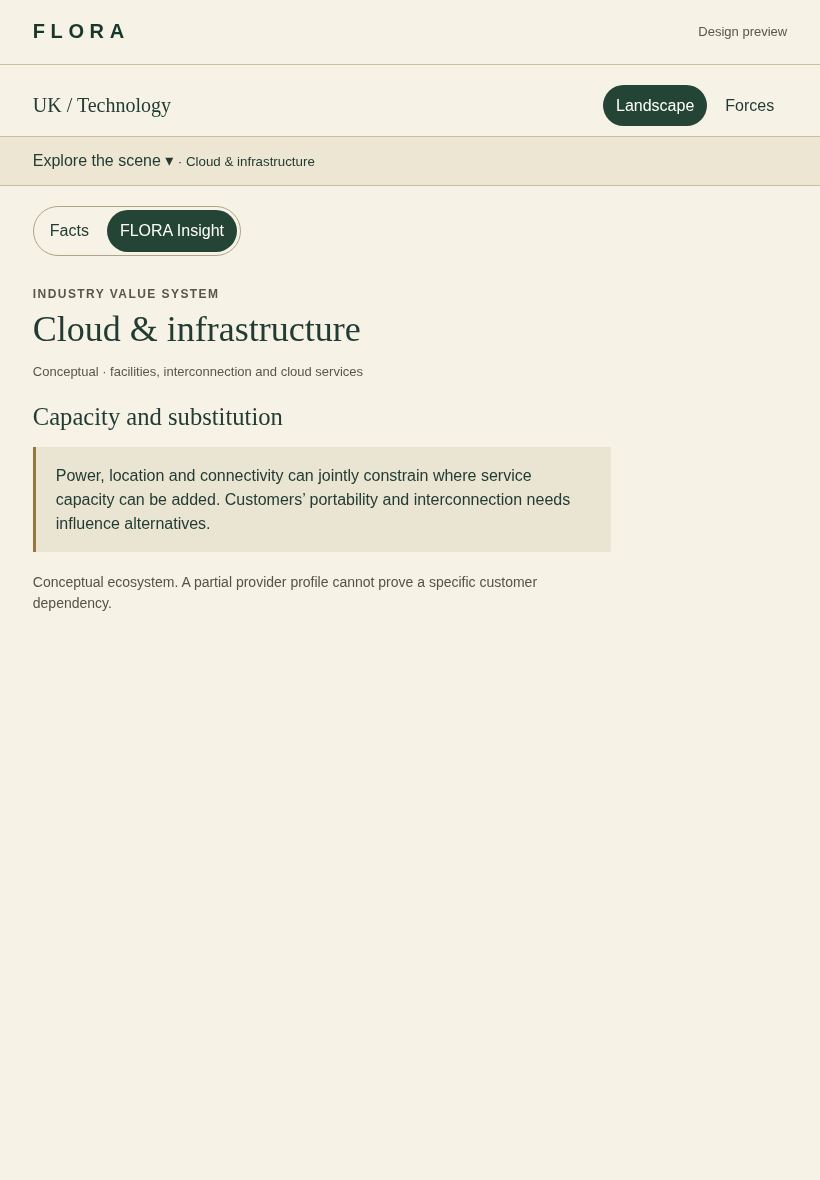 FLORA
Design preview
UK / Technology
Landscape
Forces
Explore the scene ▾ · Cloud & infrastructure
Facts
FLORA Insight
INDUSTRY VALUE SYSTEM
Cloud & infrastructure
Conceptual · facilities, interconnection and cloud services
Capacity and substitution
Power, location and connectivity can jointly constrain where service
capacity can be added. Customers’ portability and interconnection needs
influence alternatives.
Conceptual ecosystem. A partial provider profile cannot prove a specific customer
dependency.